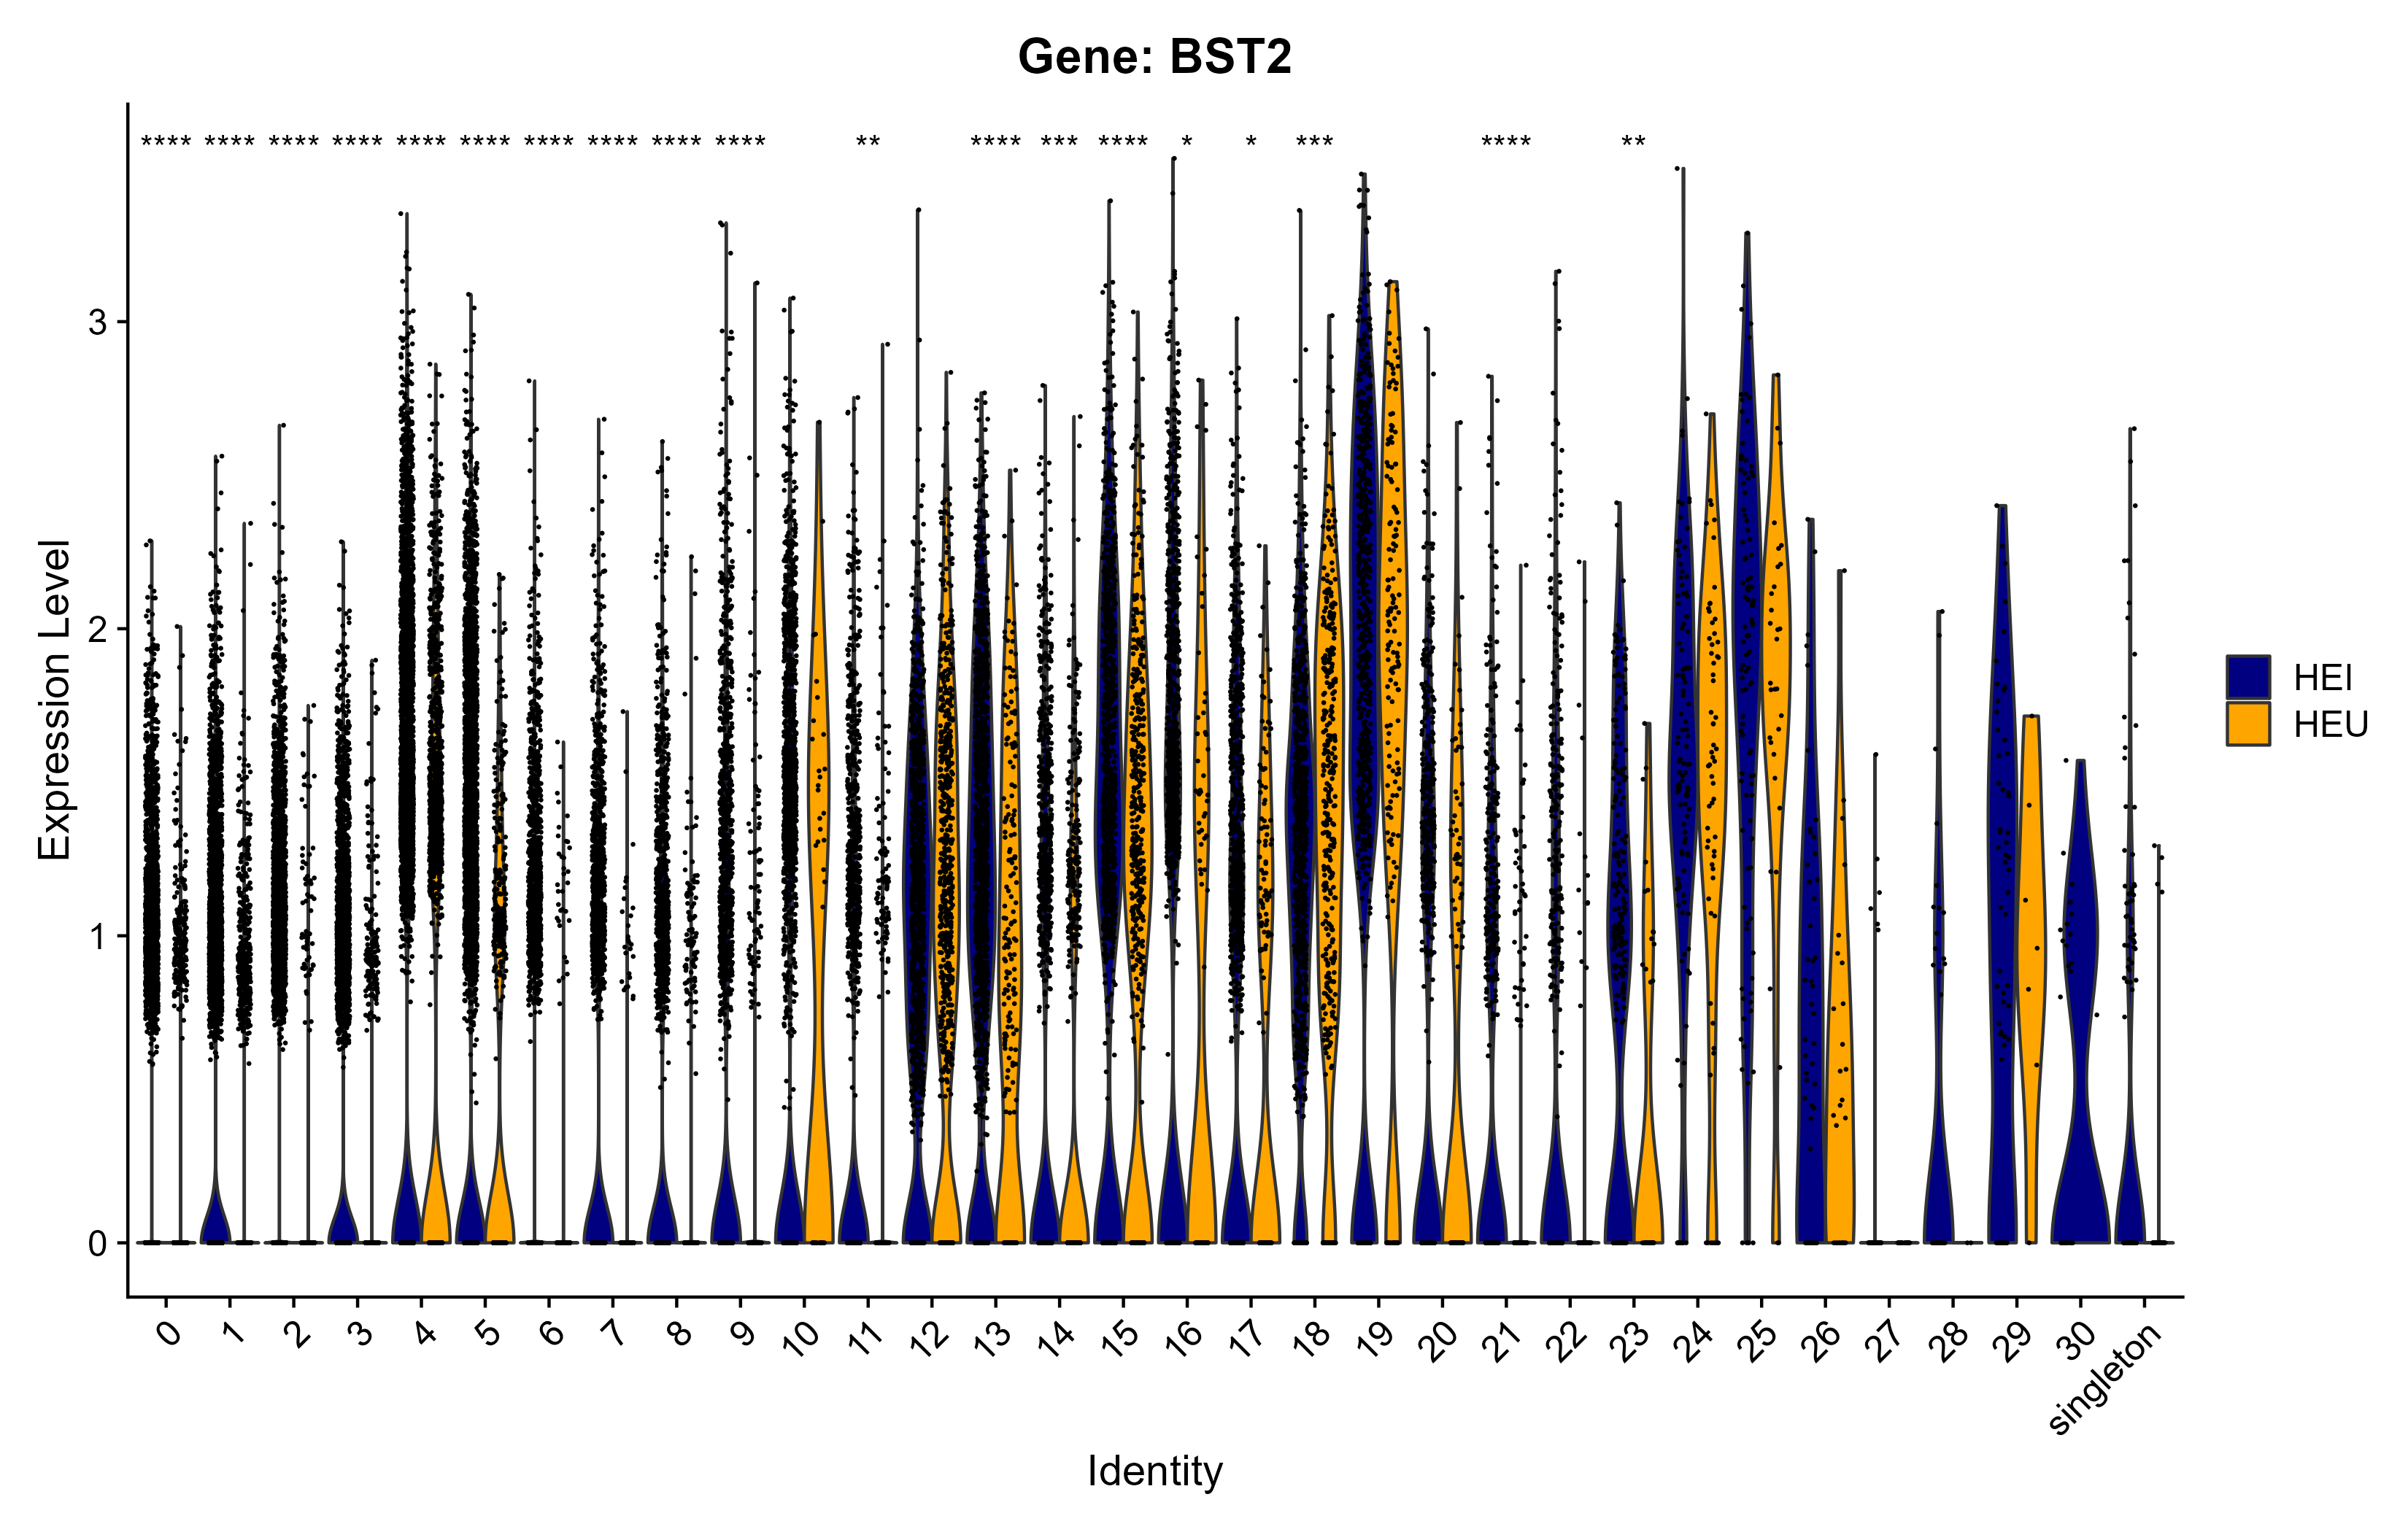 Gene: BST2
**** **** **** **** **** **** **** **** **** **** ** **** *** **** * * *** **** **
Expression Level
3
2
1
0
HEI
HEU
0 1 2 3 4 5 6 7 8 9 10 11 12 13 14 15 16 17 18 19 20 21 22 23 24 25 26 27 28 29 30 singleton
Identity